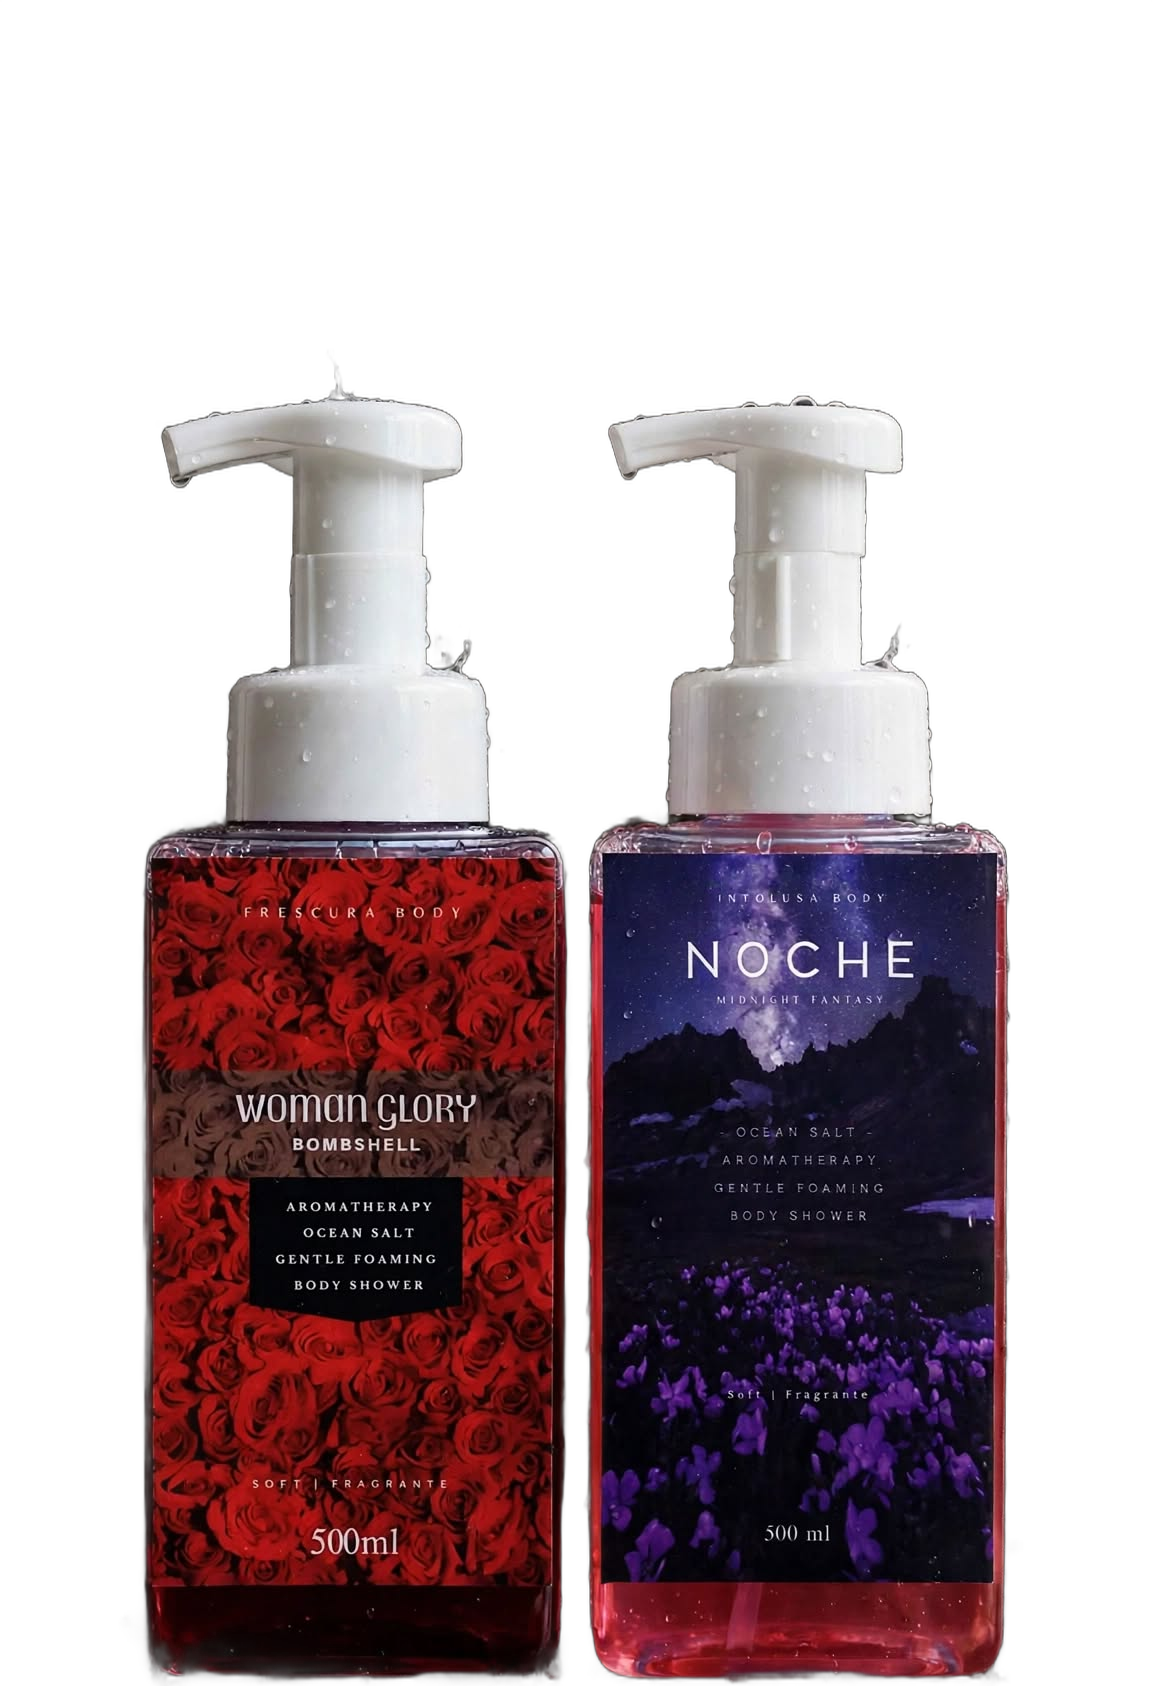 FRESCURA BODY
WOMAN GLORY
BOMBSHELL
AROMATHERAPY
OCEAN SALT
GENTLE FOAMING
BODY SHOWER
SOFT | FRAGRANTE
500ml
INTOLUSA BODY
NOCHE
MIDNIGHT FANTASY
- OCEAN SALT -
AROMATHERAPY
GENTLE FOAMING
BODY SHOWER
Soft | Fragrante
500 ml